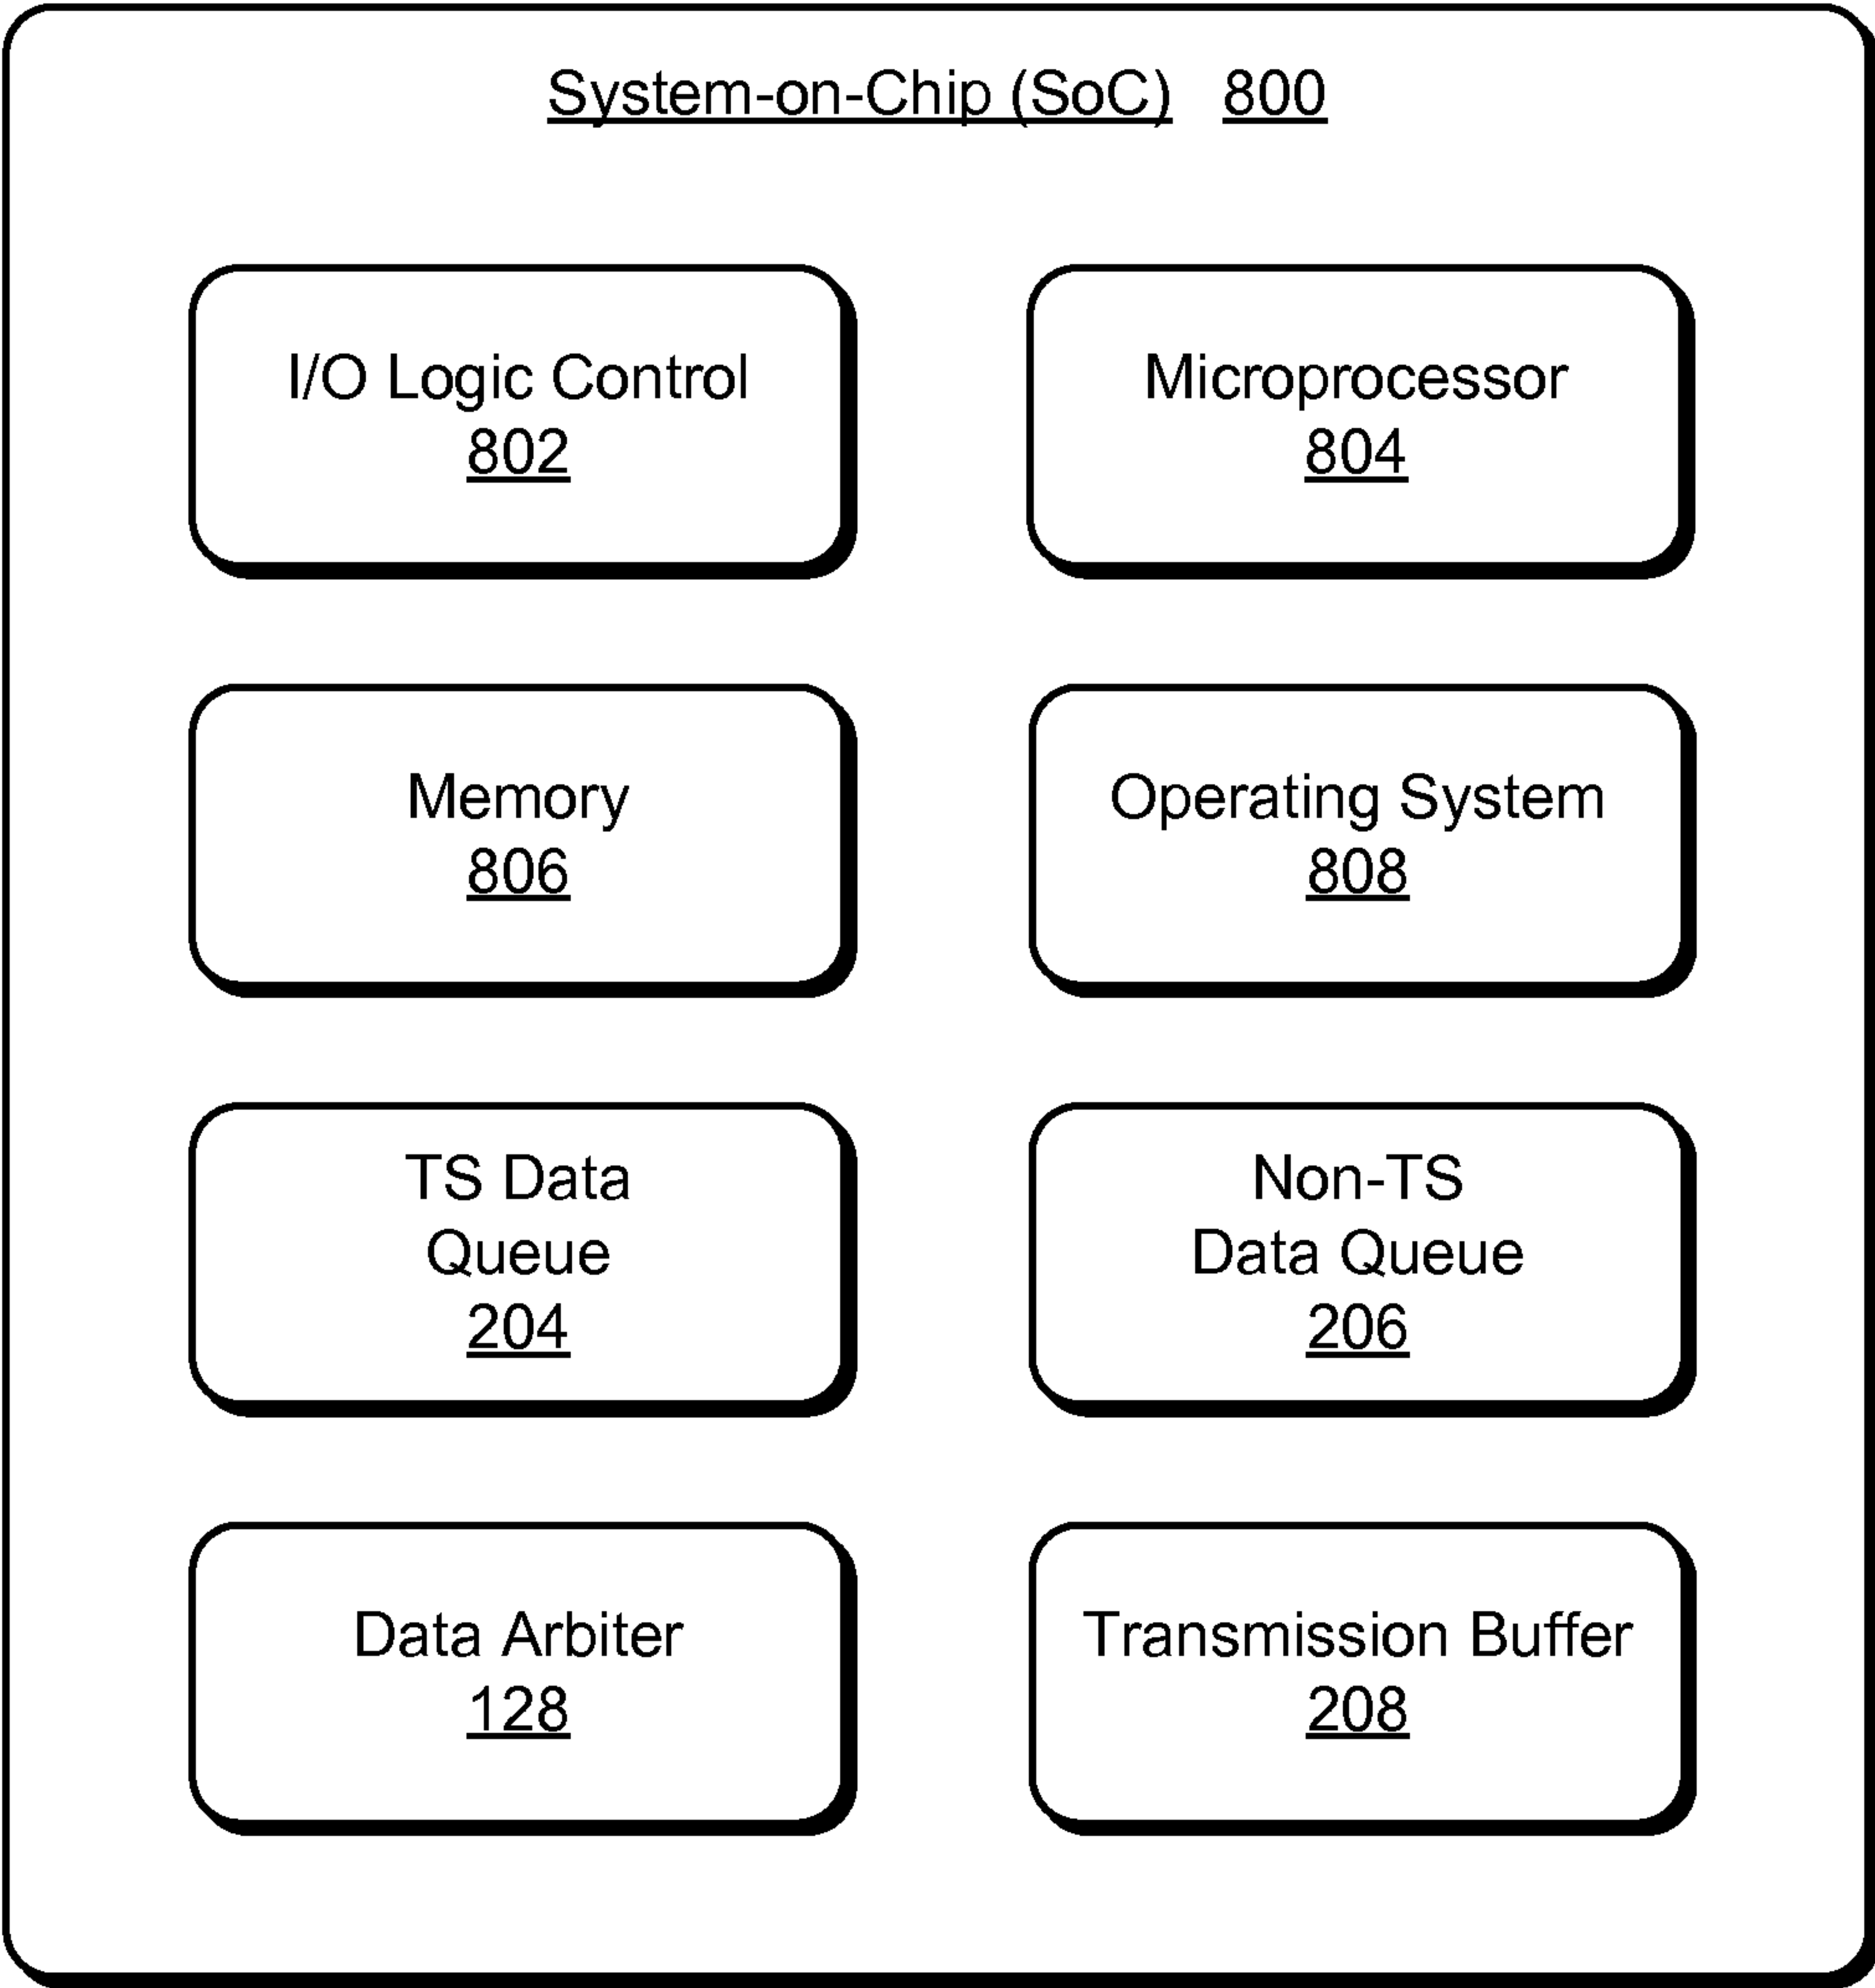 System-on-Chip (SoC) 800
I/O Logic Control
802
Microprocessor
804
Memory
806
Operating System
808
TS Data
Queue
204
Non-TS
Data Queue
206
Data Arbiter
128
Transmission Buffer
208